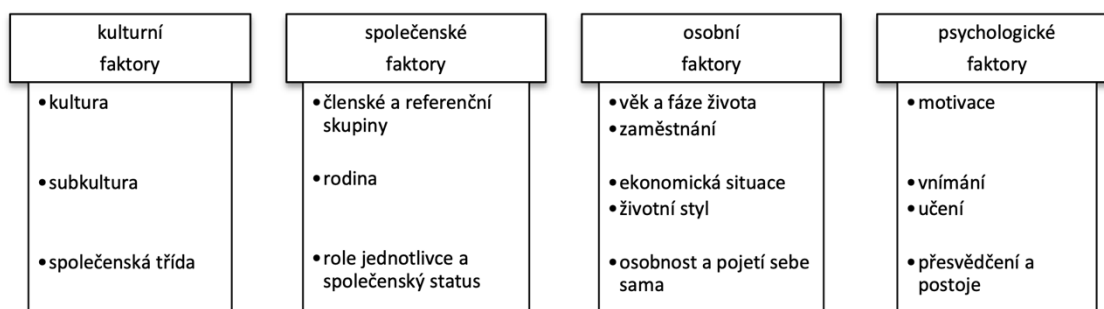 kulturní
faktory
• kultura
• subkultura
• společenská třída
společenské
faktory
• členské a referenční
skupiny
• rodina
• role jednotlivce a
společenský status
osobní
faktory
• věk a fáze života
• zaměstnání
• ekonomická situace
• životní styl
• osobnost a pojetí sebe
sama
psychologické
faktory
• motivace
• vnímání
• učení
• přesvědčení a
postoje